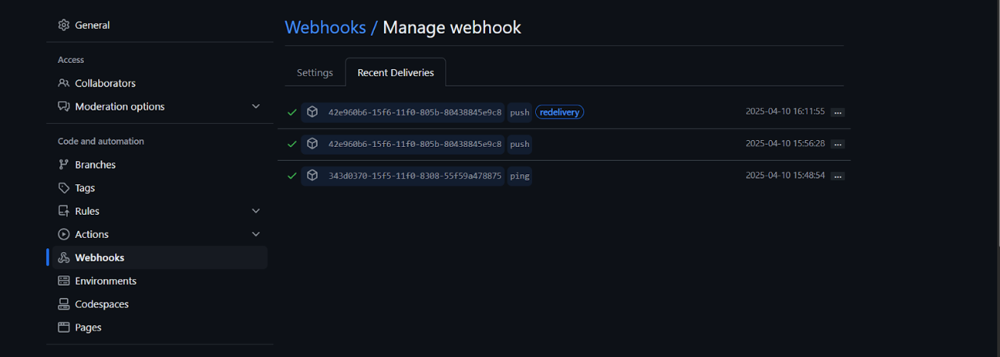 General
Access
Collaborators
Moderation options
Code and automation
Branches
Tags
Rules
Actions
Webhooks
Environments
Codespaces
Pages
Webhooks / Manage webhook
Settings Recent Deliveries
42e960b6-15f6-11f0-805b-80438845e9c8 push redelivery 2025-04-10 16:11:55 ...
42e960b6-15f6-11f0-805b-80438845e9c8 push 2025-04-10 15:56:28 ...
343d0370-15f5-11f0-8308-55f59a478875 ping 2025-04-10 15:48:54 ...